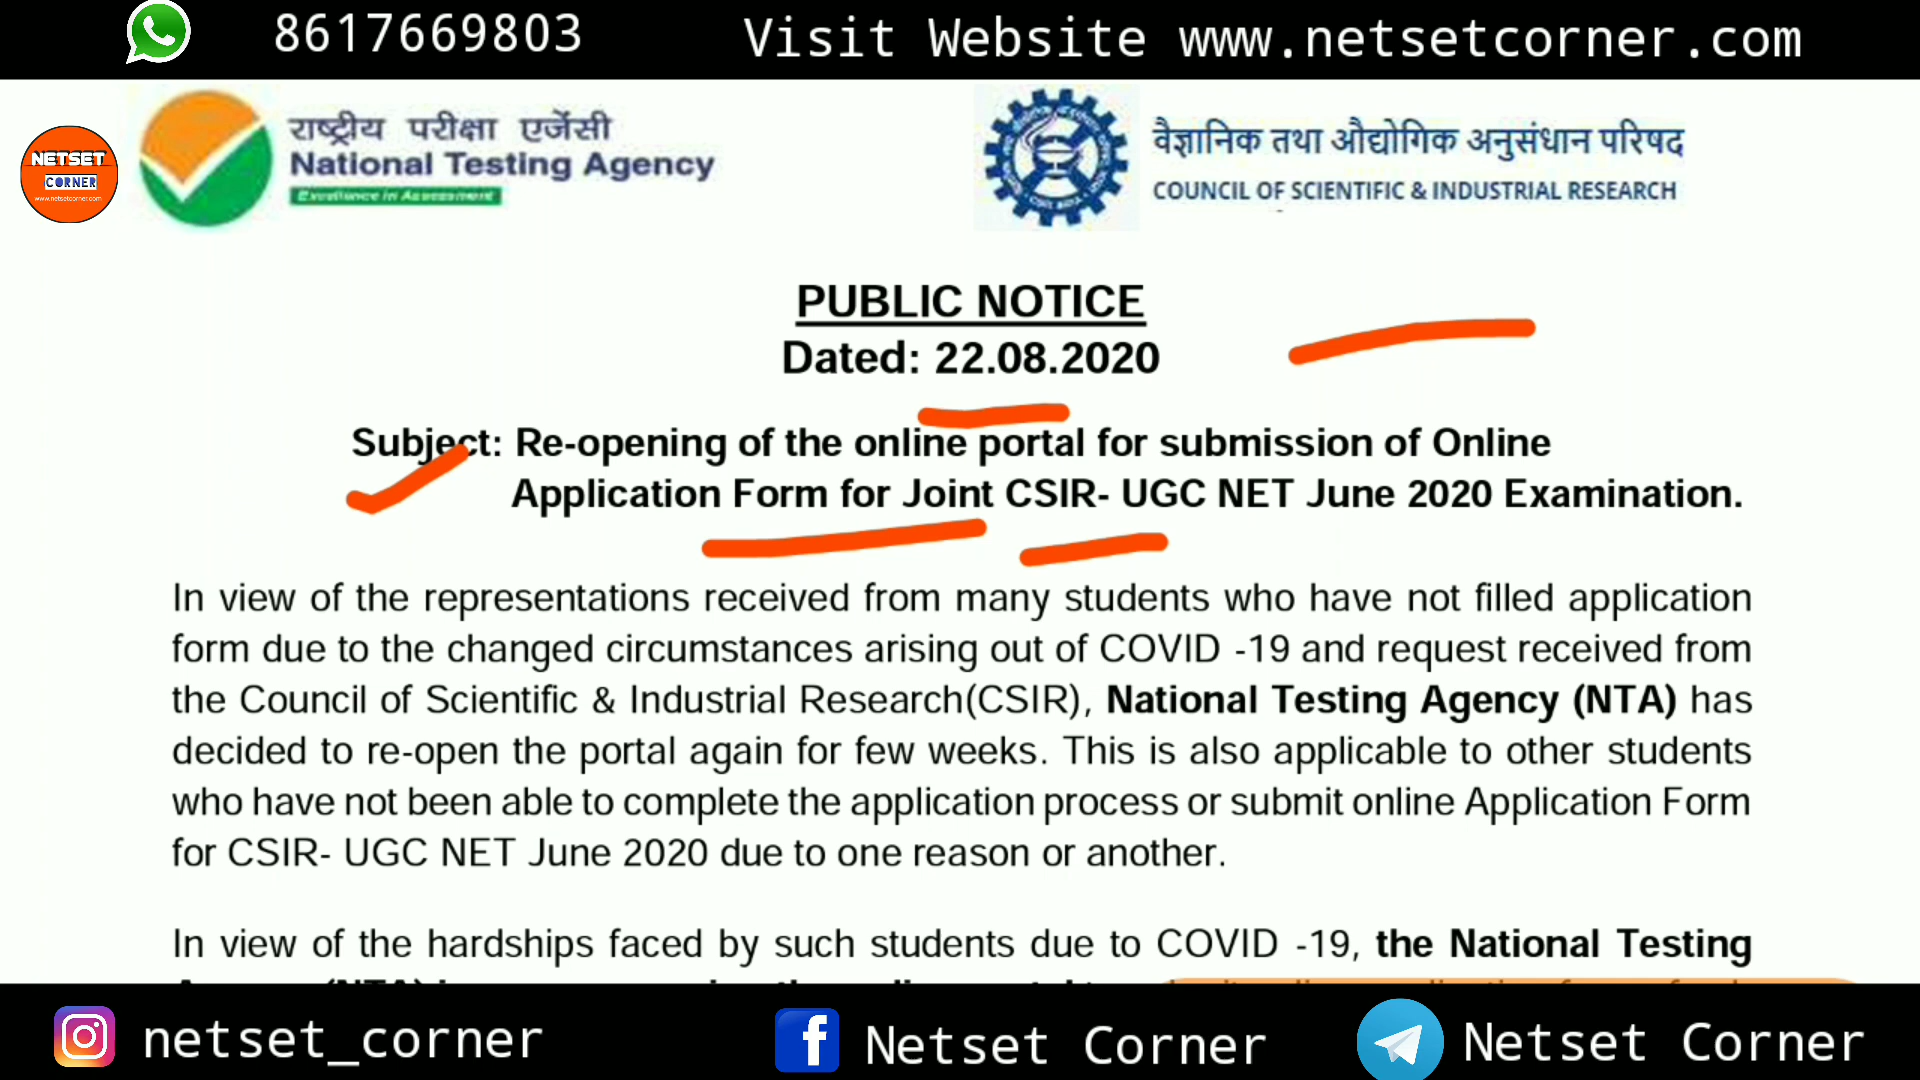 8617669803
Visit Website www.netsetcorner.com
NETSET
CORNER
www.netsetcorner.com
राष्ट्रीय परीक्षा एजेंसी
National Testing Agency
Excellence in Assessment
वैज्ञानिक तथा औद्योगिक अनुसंधान परिषद
COUNCIL OF SCIENTIFIC & INDUSTRIAL RESEARCH
PUBLIC NOTICE
Dated: 22.08.2020
Subject: Re-opening of the online portal for submission of Online
Application Form for Joint CSIR- UGC NET June 2020 Examination.
In view of the representations received from many students who have not filled application
form due to the changed circumstances arising out of COVID -19 and request received from
the Council of Scientific & Industrial Research(CSIR), National Testing Agency (NTA) has
decided to re-open the portal again for few weeks. This is also applicable to other students
who have not been able to complete the application process or submit online Application Form
for CSIR- UGC NET June 2020 due to one reason or another.
In view of the hardships faced by such students due to COVID -19, the National Testing
netset_corner
Netset Corner
Netset Corner